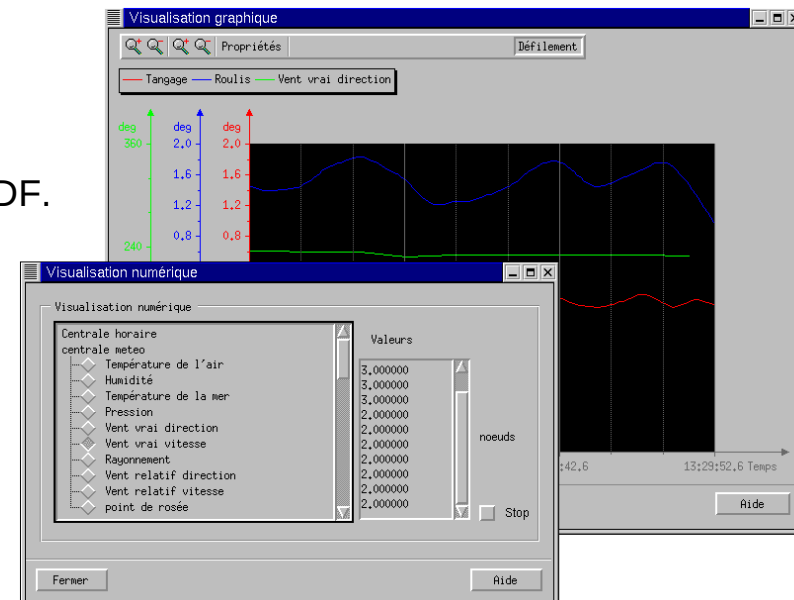 Visualisation graphique
Propriétés
Défilement
Tangage Roulis Vent vrai direction
deg deg deg
360 2.0 2.0
1.6 1.6
DF.
1.2 1.2
0.8 0.8
240
Visualisation numérique
Visualisation numérique
Centrale horaire
centrale meteo
Température de l'air
Humidité
Température de la mer
Pression
Vent vrai direction
Vent vrai vitesse
Rayonnement
Vent relatif direction
Vent relatif vitesse
point de rosée
Valeurs
3.000000
3.000000
3.000000
2.000000
2.000000
2.000000
2.000000
2.000000
2.000000
2.000000
noeuds
Stop
:42.6 13:29:52.6 Temps
Aide
Fermer Aide